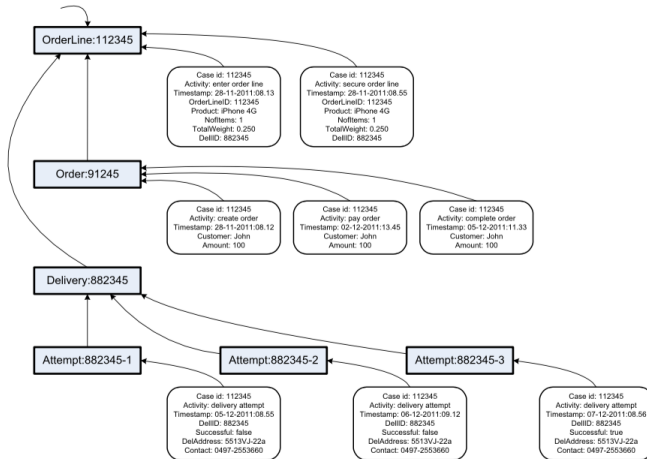 OrderLine:112345
Case id: 112345
Activity: enter order line
Timestamp: 28-11-2011:08.13
OrderLineID: 112345
Product: iPhone 4G
NofItems: 1
TotalWeight: 0.250
DellID: 882345
Case id: 112345
Activity: secure order line
Timestamp: 28-11-2011:08.55
OrderLineID: 112345
Product: iPhone 4G
NofItems: 1
TotalWeight: 0.250
DellID: 882345
Order:91245
Case id: 112345
Activity: create order
Timestamp: 28-11-2011:08.12
Customer: John
Amount: 100
Case id: 112345
Activity: pay order
Timestamp: 02-12-2011:13.45
Customer: John
Amount: 100
Case id: 112345
Activity: complete order
Timestamp: 05-12-2011:11.33
Customer: John
Amount: 100
Delivery:882345
Attempt:882345-1
Attempt:882345-2
Attempt:882345-3
Case id: 112345
Activity: delivery attempt
Timestamp: 05-12-2011:08.55
DellID: 882345
Successful: false
DelAddress: 5513VJ-22a
Contact: 0497-2553660
Case id: 112345
Activity: delivery attempt
Timestamp: 06-12-2011:09.12
DellID: 882345
Successful: false
DelAddress: 5513VJ-22a
Contact: 0497-2553660
Case id: 112345
Activity: delivery attempt
Timestamp: 07-12-2011:08.56
DellID: 882345
Successful: true
DelAddress: 5513VJ-22a
Contact: 0497-2553660